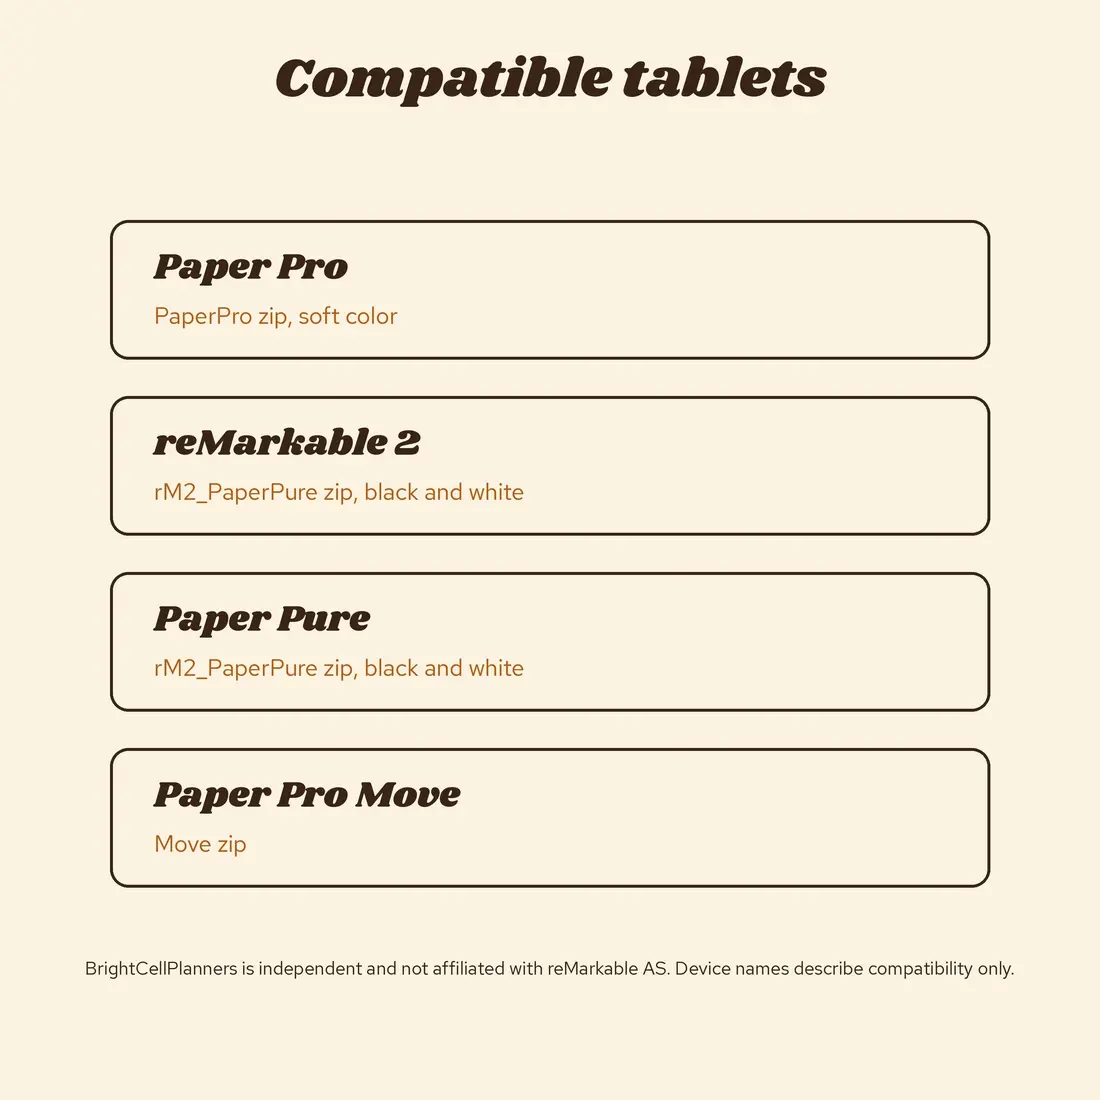 Compatible tablets
Paper Pro
PaperPro zip, soft color
reMarkable 2
rM2_PaperPure zip, black and white
Paper Pure
rM2_PaperPure zip, black and white
Paper Pro Move
Move zip
BrightCellPlanners is independent and not affiliated with reMarkable AS. Device names describe compatibility only.